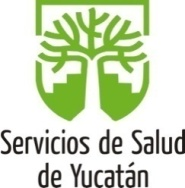 Servicios de Salud
de Yucatán